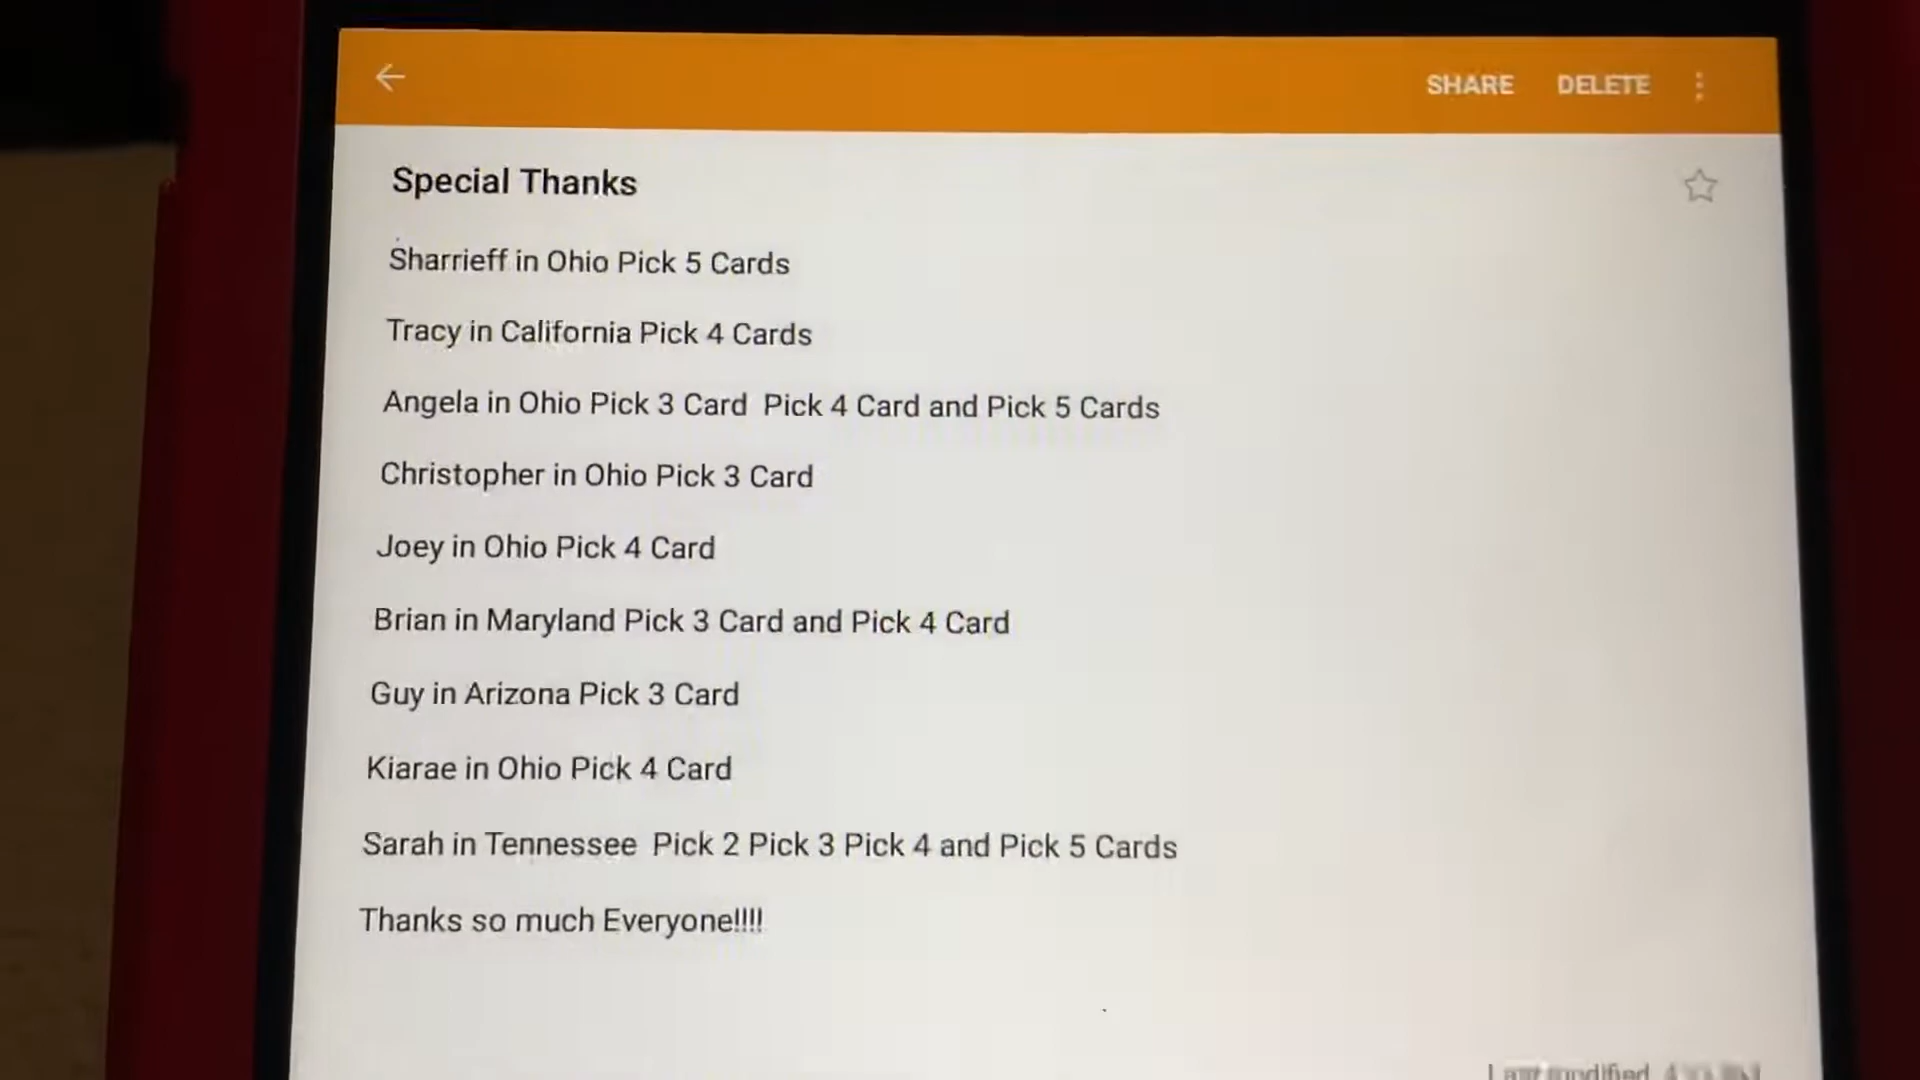 SHARE DELETE
Special Thanks
Sharrieff in Ohio Pick 5 Cards
Tracy in California Pick 4 Cards
Angela in Ohio Pick 3 Card  Pick 4 Card and Pick 5 Cards
Christopher in Ohio Pick 3 Card
Joey in Ohio Pick 4 Card
Brian in Maryland Pick 3 Card and Pick 4 Card
Guy in Arizona Pick 3 Card
Kiarae in Ohio Pick 4 Card
Sarah in Tennessee  Pick 2 Pick 3 Pick 4 and Pick 5 Cards
Thanks so much Everyone!!!!
Last modified